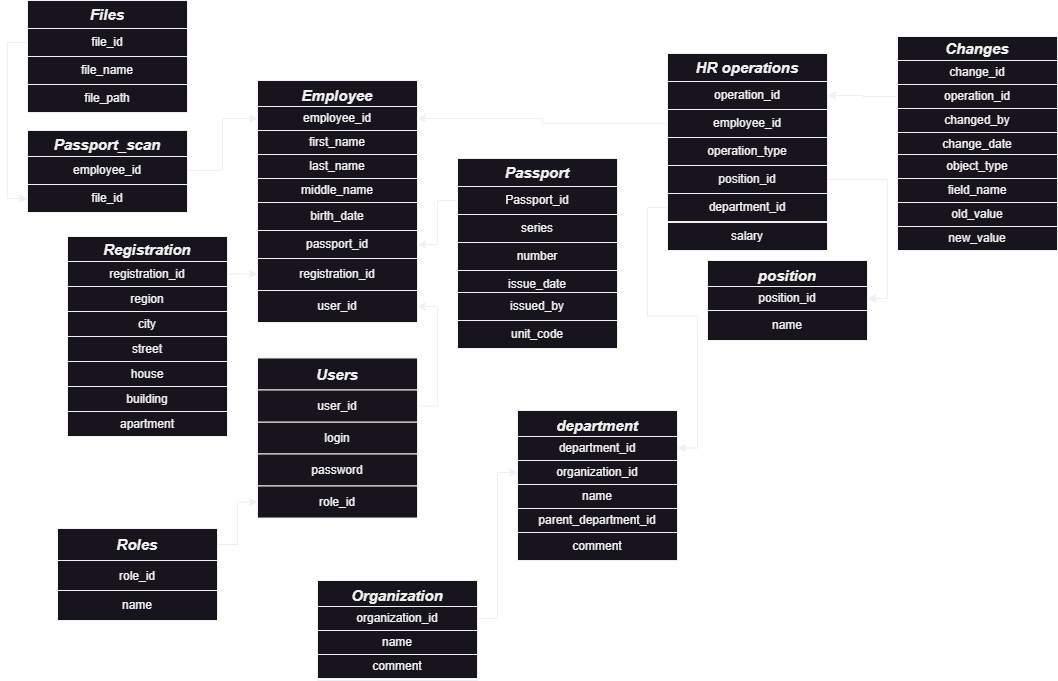 Files
file_id
file_name
file_path
Passport_scan
employee_id
file_id
Registration
registration_id
region
city
street
house
building
apartment
Employee
employee_id
first_name
last_name
middle_name
birth_date
passport_id
registration_id
user_id
Users
user_id
login
password
role_id
Roles
role_id
name
Passport
Passport_id
series
number
issue_date
issued_by
unit_code
HR operations
operation_id
employee_id
operation_type
position_id
department_id
salary
Changes
change_id
operation_id
changed_by
change_date
object_type
field_name
old_value
new_value
position
position_id
name
department
department_id
organization_id
name
parent_department_id
comment
Organization
organization_id
name
comment